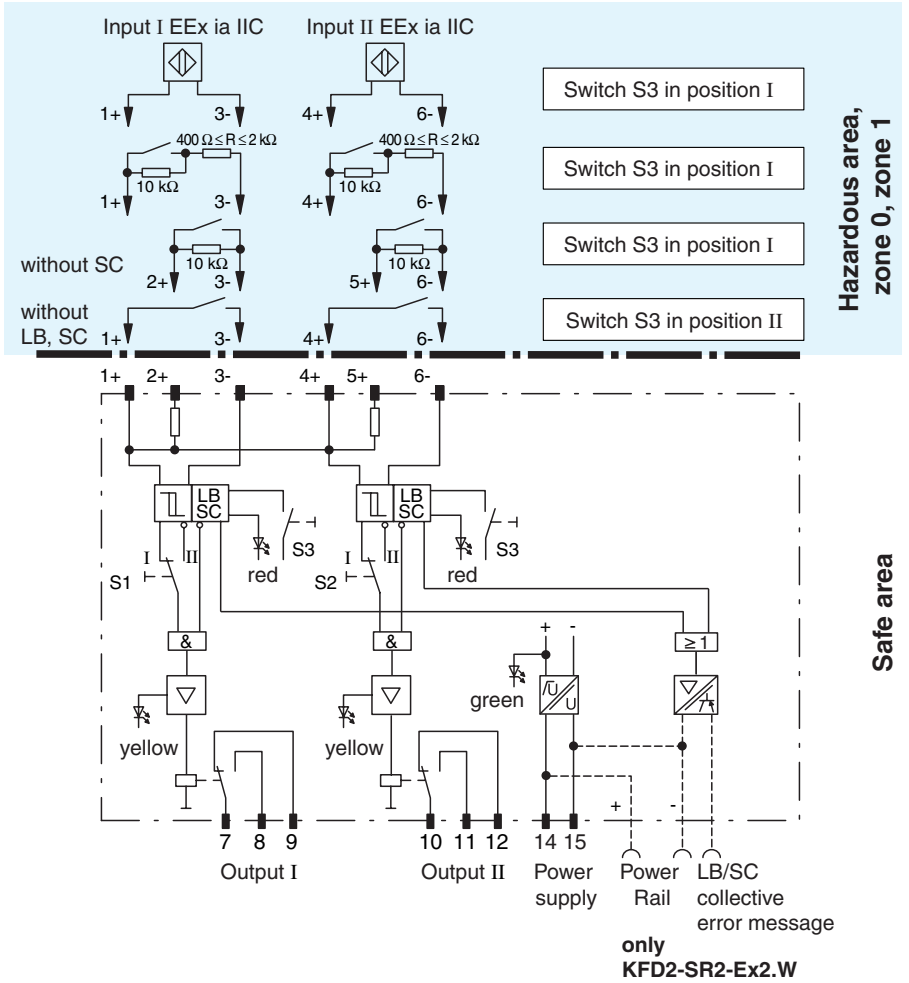 Input I EEx ia IIC Input II EEx ia IIC
1+ 3- 4+ 6- Switch S3 in position I
400 Ω ≤ R ≤ 2 kΩ 400 Ω ≤ R ≤ 2 kΩ
10 kΩ 10 kΩ Switch S3 in position I
1+ 3- 4+ 6-
10 kΩ 10 kΩ Switch S3 in position I
without SC 2+ 3- 5+ 6-
without
LB, SC 1+ 3- 4+ 6- Switch S3 in position II
Hazardous area,
zone 0, zone 1
1+ 2+ 3- 4+ 5+ 6-
LB LB
SC SC
I II S3 I II S3
S1 red S2 red
Safe area
& & + - ≥ 1
green U U
yellow yellow
+ -
7 8 9 10 11 12 14 15
Output I Output II Power Power LB/SC
supply Rail collective
error message
only
KFD2-SR2-Ex2.W